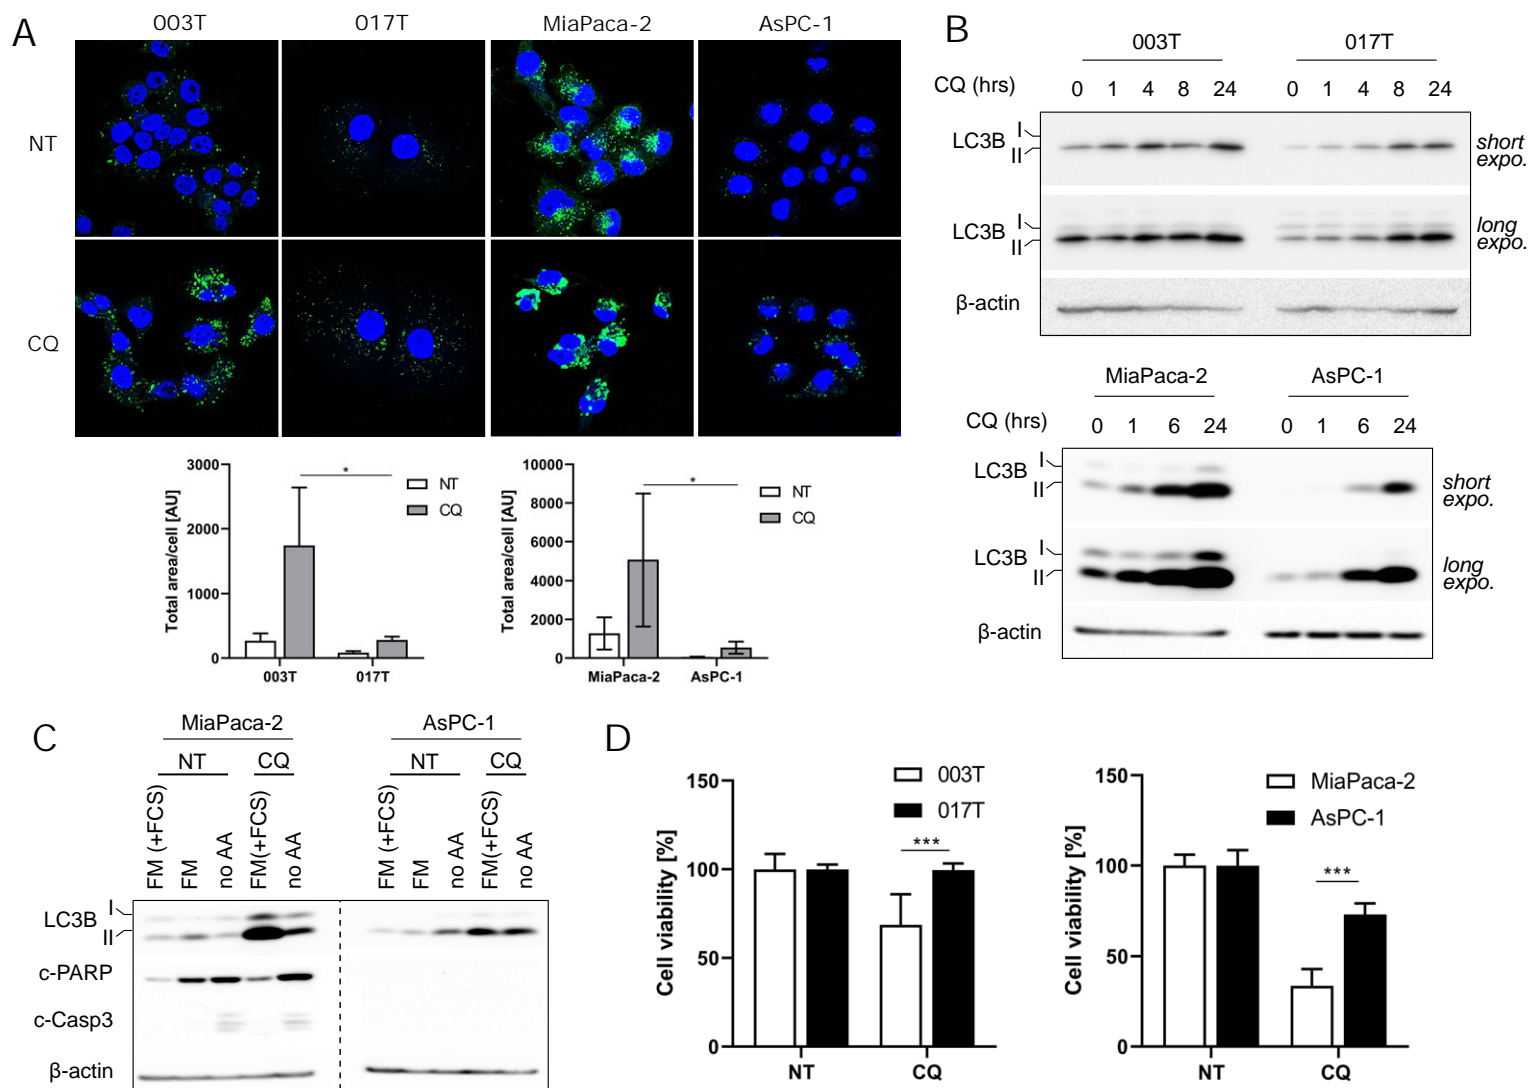 A
003T 017T MiaPaca-2 AsPC-1
NT
CQ
Total area/cell [AU]
3000
2000
1000
0
*
NT
CQ
003T 017T
Total area/cell [AU]
10000
8000
6000
4000
2000
0
*
NT
CQ
MiaPaca-2 AsPC-1
B
003T 017T
CQ (hrs) 0 1 4 8 24 0 1 4 8 24
LC3B I II short expo.
LC3B I II long expo.
β-actin
MiaPaca-2 AsPC-1
CQ (hrs) 0 1 6 24 0 1 6 24
LC3B I II short expo.
LC3B I II long expo.
β-actin
C
MiaPaca-2 AsPC-1
NT CQ NT CQ
FM (+FCS) FM no AA FM(+FCS) no AA FM (+FCS) FM no AA FM(+FCS) no AA
LC3B I II
c-PARP
c-Casp3
β-actin
D
Cell viability [%]
150
100
50
0
003T
017T
***
NT CQ
Cell viability [%]
150
100
50
0
MiaPaca-2
AsPC-1
***
NT CQ